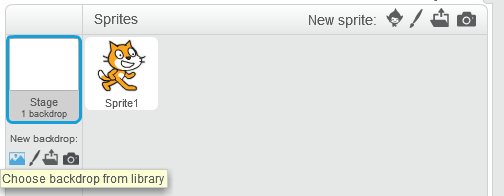 Sprites
New sprite:
Stage
1 backdrop
Sprite1
New backdrop:
Choose backdrop from library